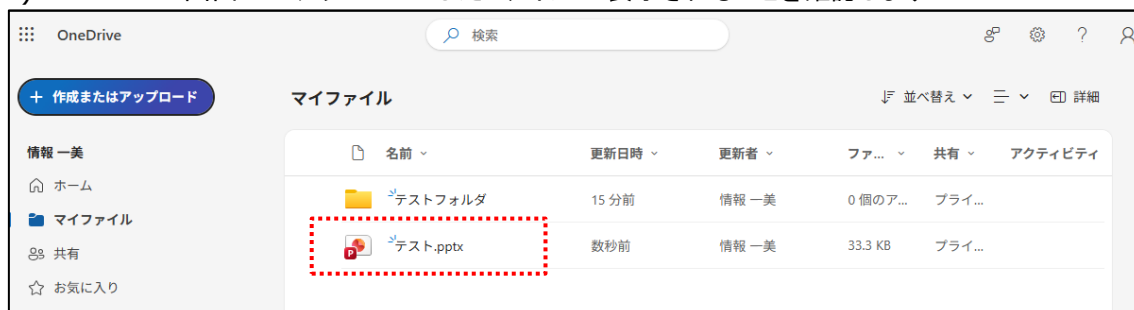 OneDrive
検索
?
+ 作成またはアップロード
マイファイル
並べ替え
詳細
情報 一美
名前
更新日時
更新者
ファ...
共有
アクティビティ
ホーム
テストフォルダ
15 分前
情報 一美
0 個のア...
プライ...
マイファイル
P テスト.pptx
数秒前
情報 一美
33.3 KB
プライ...
共有
お気に入り